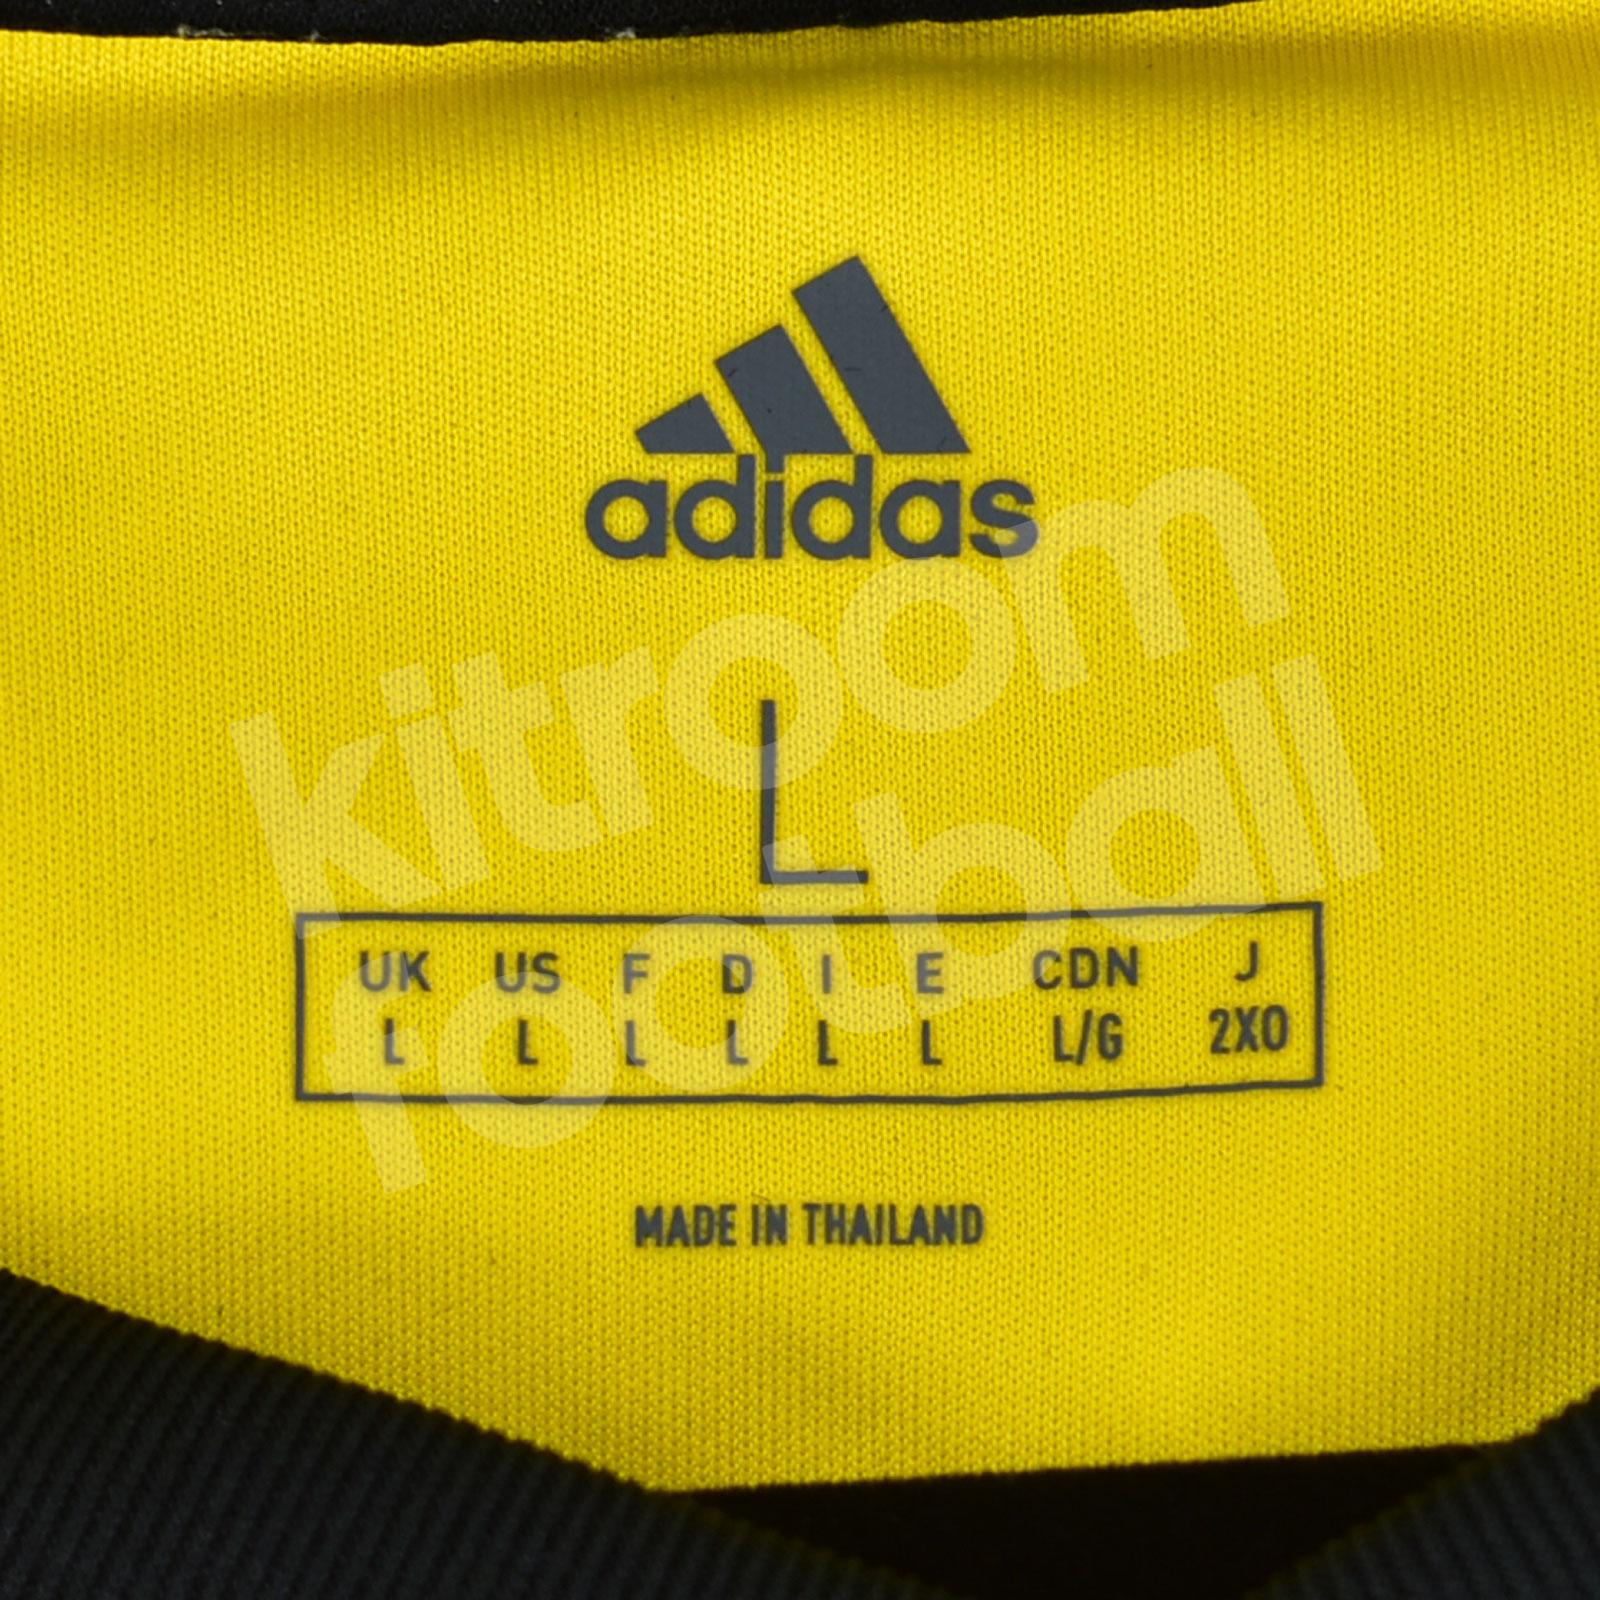 adidas
L
UK US F D I E CDN J
L L L L L L L/G 2XO
MADE IN THAILAND
kitroom
football